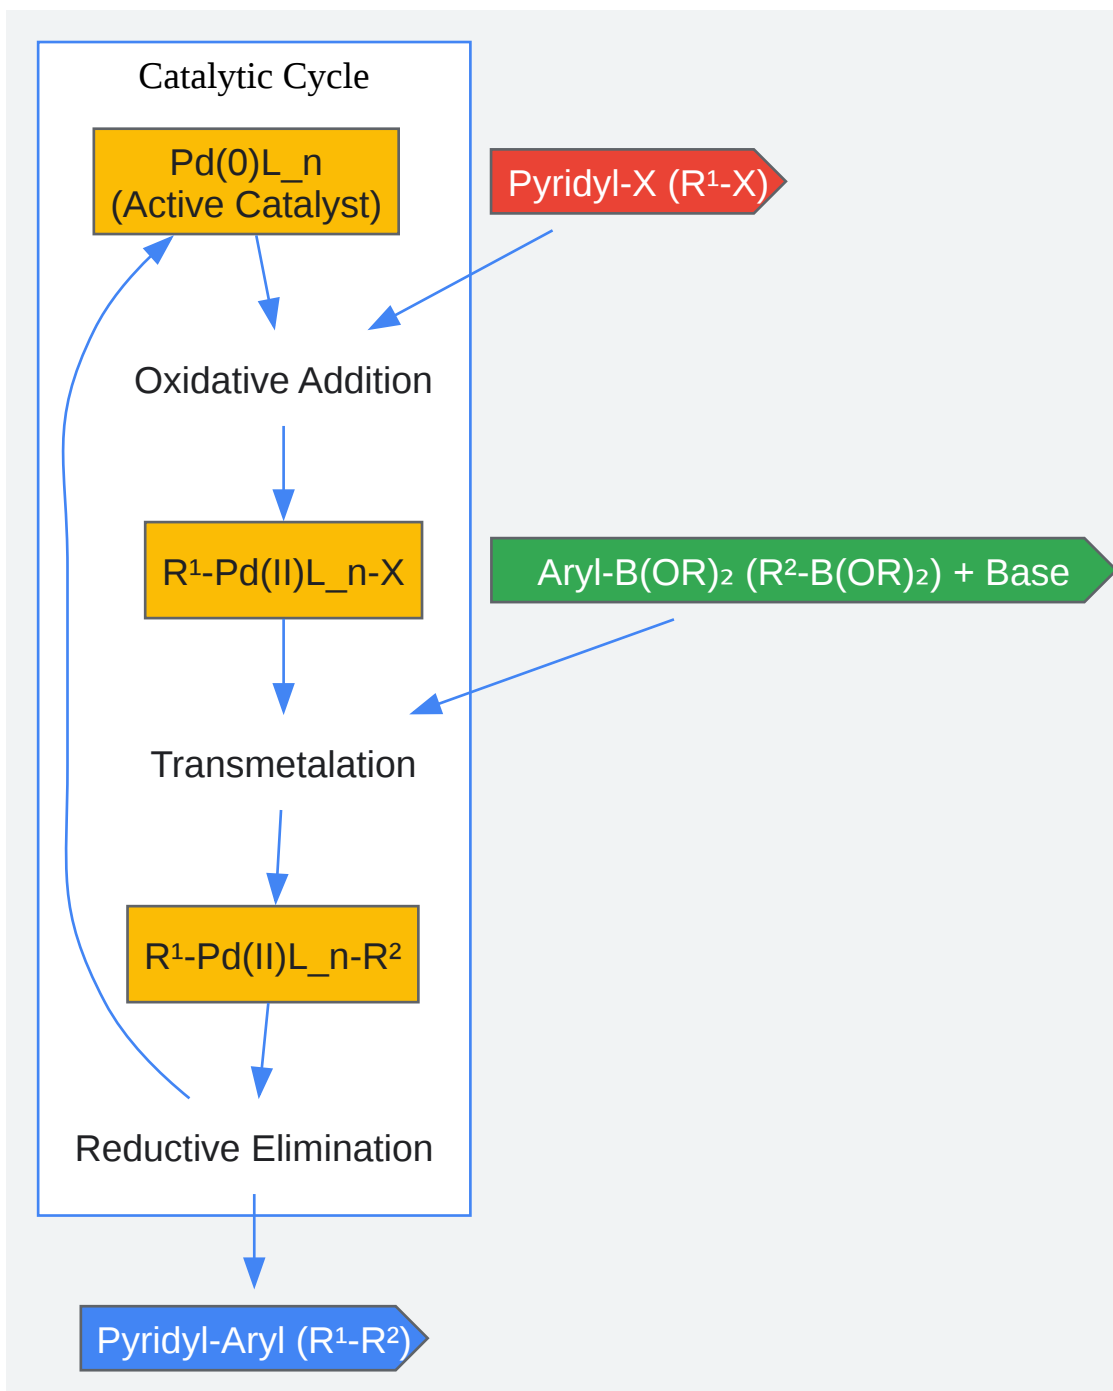 Catalytic Cycle
Pd(0)L_n
(Active Catalyst)
Pyridyl-X (R¹-X)
Oxidative Addition
R¹-Pd(II)L_n-X
Aryl-B(OR)₂ (R²-B(OR)₂) + Base
Transmetalation
R¹-Pd(II)L_n-R²
Reductive Elimination
Pyridyl-Aryl (R¹-R²)